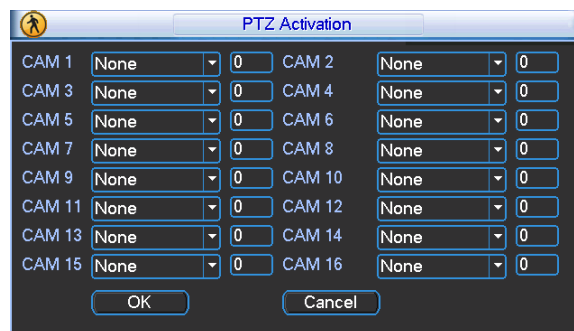 PTZ Activation
CAM 1 None 0 CAM 2 None 0
CAM 3 None 0 CAM 4 None 0
CAM 5 None 0 CAM 6 None 0
CAM 7 None 0 CAM 8 None 0
CAM 9 None 0 CAM 10 None 0
CAM 11 None 0 CAM 12 None 0
CAM 13 None 0 CAM 14 None 0
CAM 15 None 0 CAM 16 None 0
OK Cancel